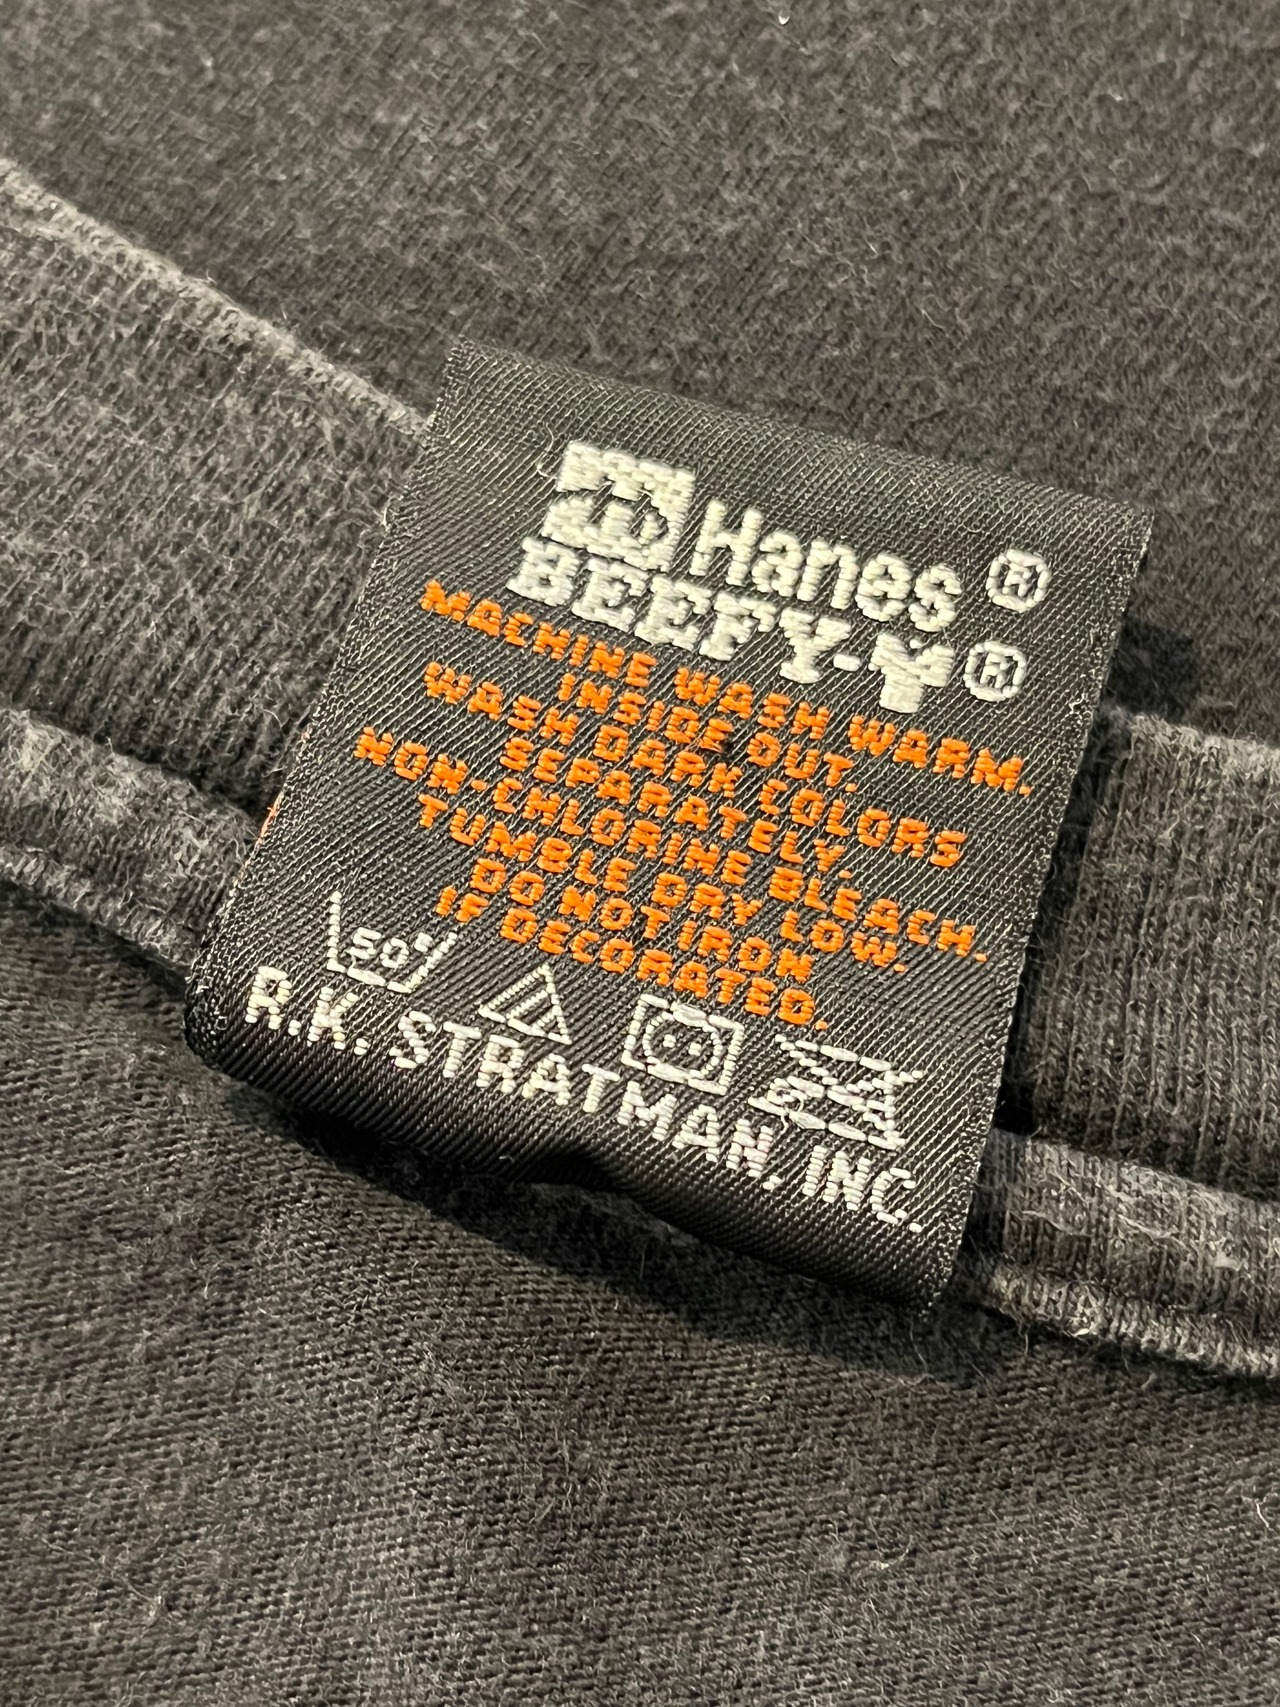 Hanes®
BEEFY-T®
MACHINE WASH WARM.
INSIDE OUT.
WASH DARK COLORS
SEPARATELY.
NON-CHLORINE BLEACH.
TUMBLE DRY LOW.
DO NOT IRON
IF DECORATED.
50°
R.K. STRATMAN, INC.